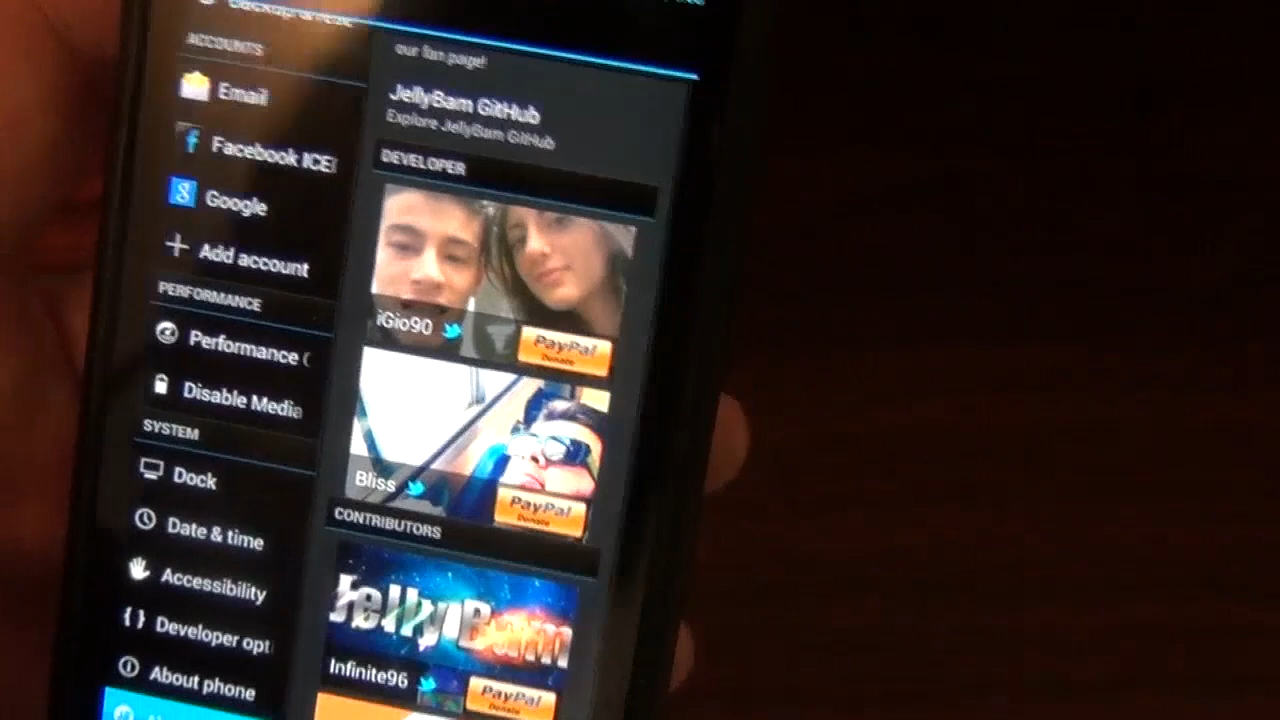 Backup & reset
ACCOUNTS
Email
Facebook ICE
Google
Add account
PERFORMANCE
Performance
Disable Media
SYSTEM
Dock
Date & time
Accessibility
{ } Developer opt
About phone
our fan page!
JellyBam GitHub
Explore JellyBam GitHub
DEVELOPER
iGio90
PayPal
Donate
Bliss
PayPal
Donate
CONTRIBUTORS
JellyBam
Infinite96
PayPal
Donate